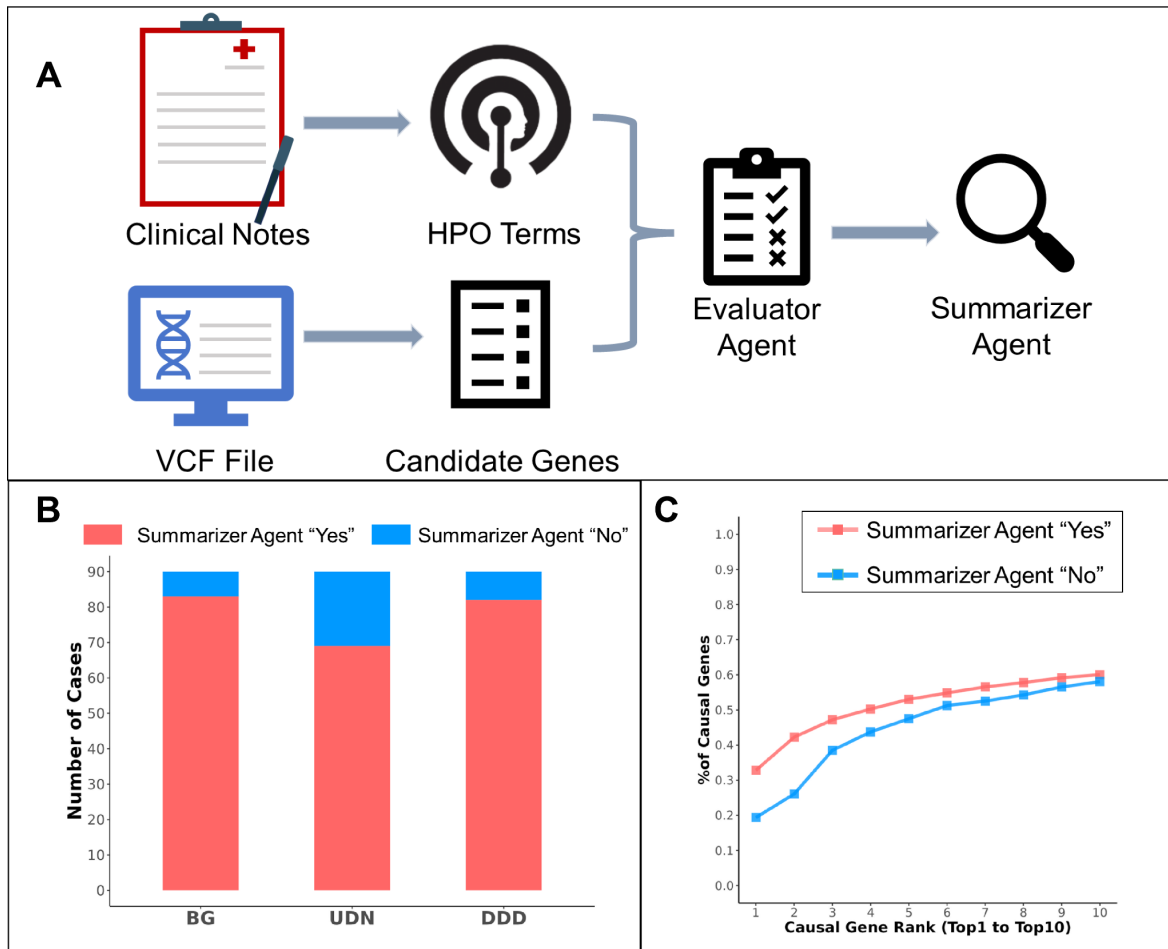 A
Clinical Notes
HPO Terms
VCF File
Candidate Genes
Evaluator
Agent
Summarizer
Agent
B
Summarizer Agent “Yes”
Summarizer Agent “No”
Number of Cases
90
80
70
60
50
40
30
20
10
0
BG
UDN
DDD
C
Summarizer Agent “Yes”
Summarizer Agent “No”
%of Causal Genes
1.0
0.9
0.8
0.7
0.6
0.5
0.4
0.3
0.2
0.1
0.0
1 2 3 4 5 6 7 8 9 10
Causal Gene Rank (Top1 to Top10)